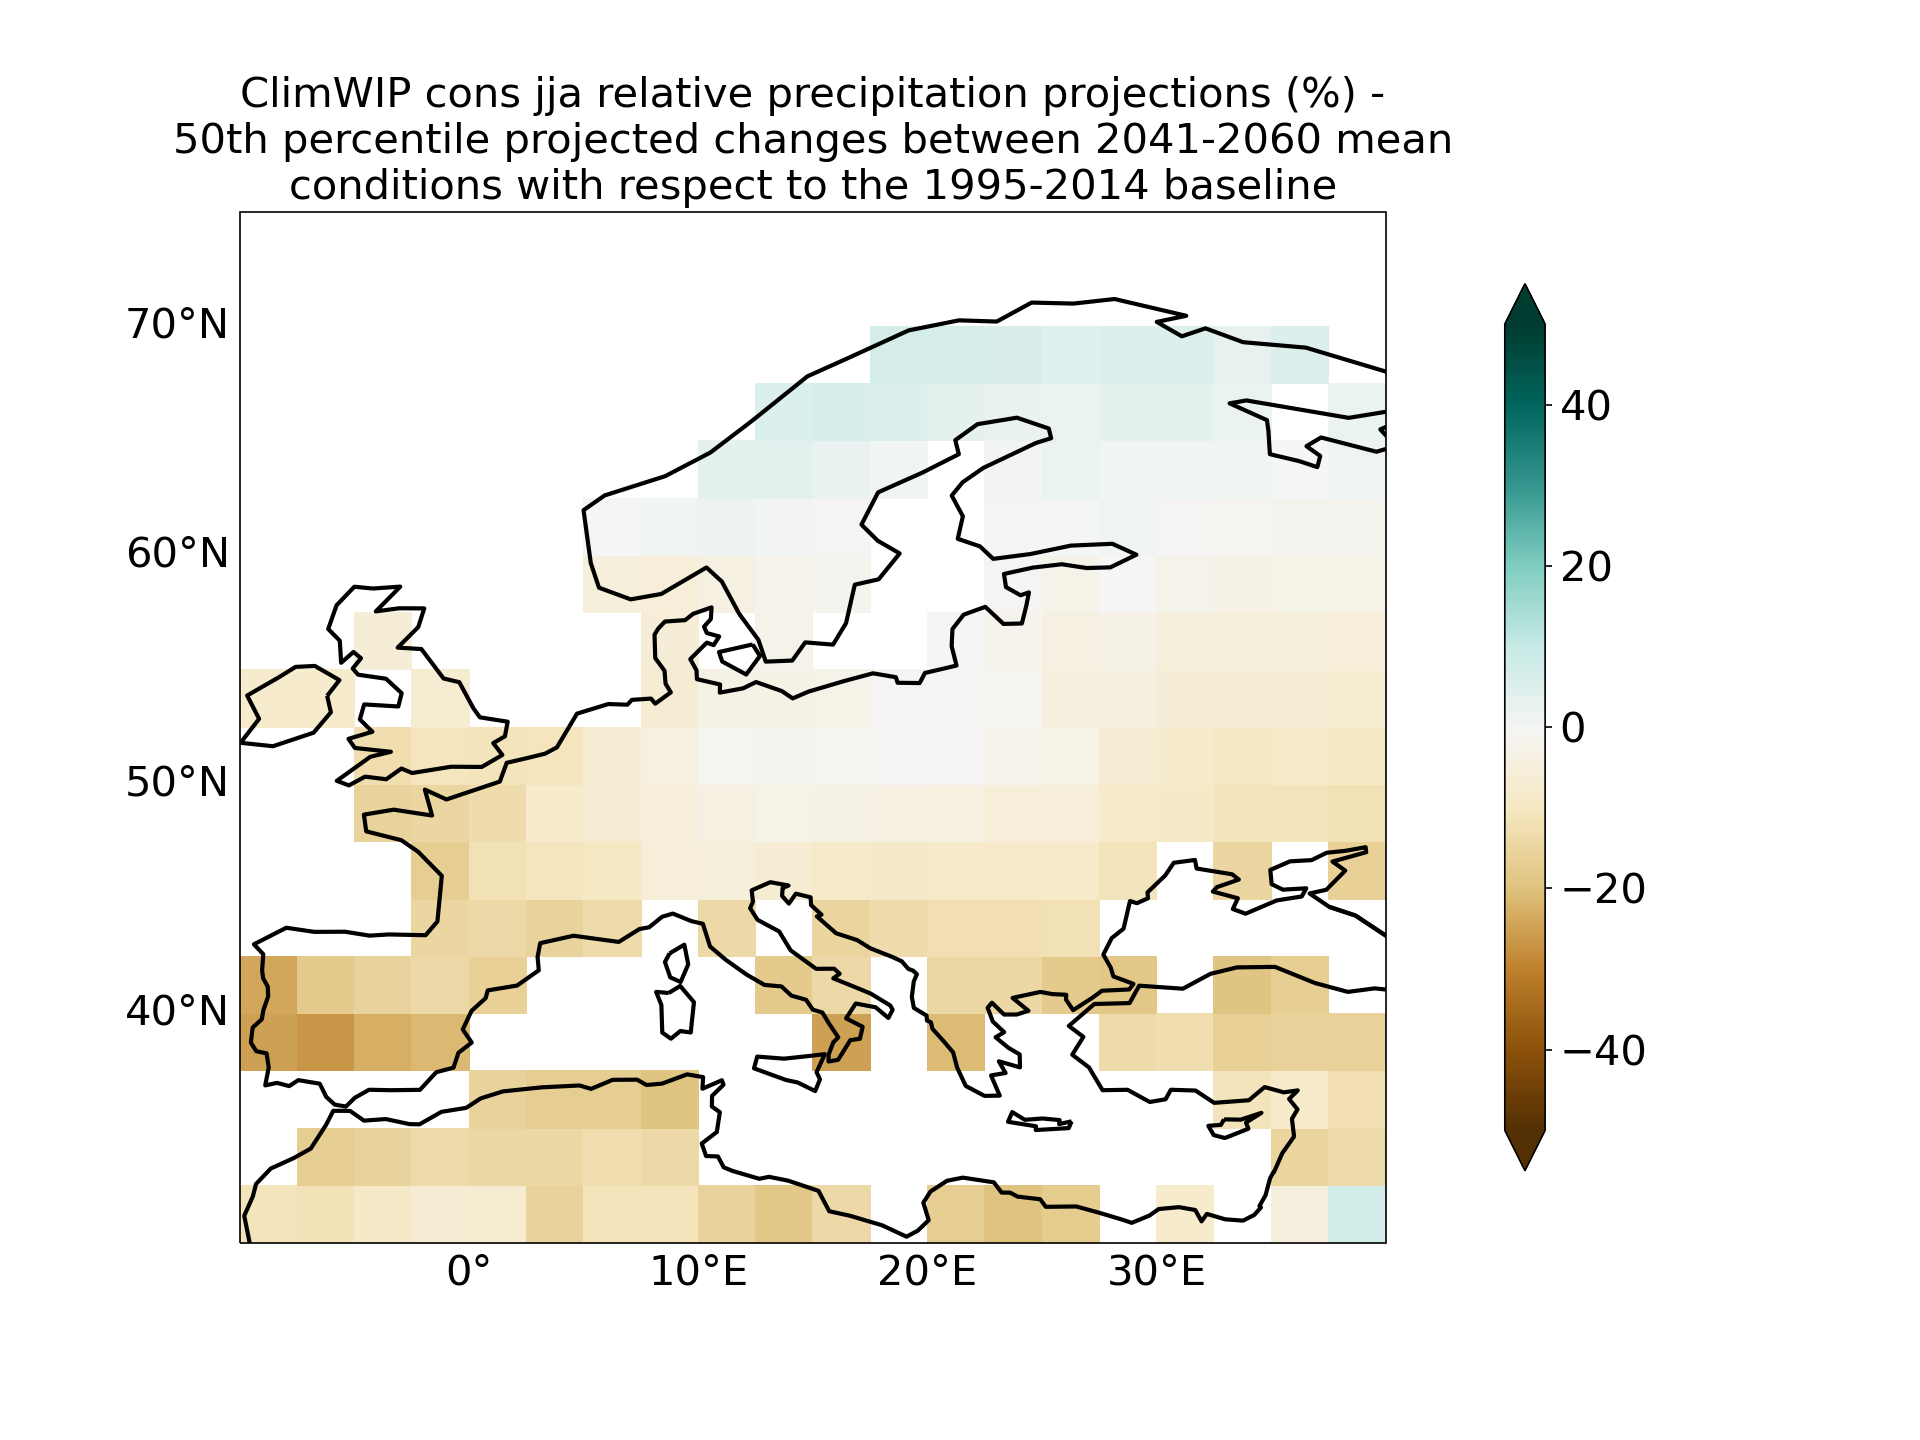 ClimWIP cons jja relative precipitation projections (%) -
50th percentile projected changes between 2041-2060 mean
conditions with respect to the 1995-2014 baseline
70°N
60°N
50°N
40°N
0°
10°E
20°E
30°E
40
20
0
−20
−40